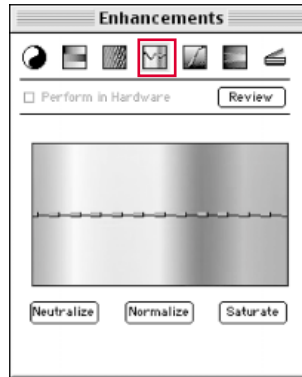 Enhancements
Perform in Hardware
Review
Neutralize
Normalize
Saturate